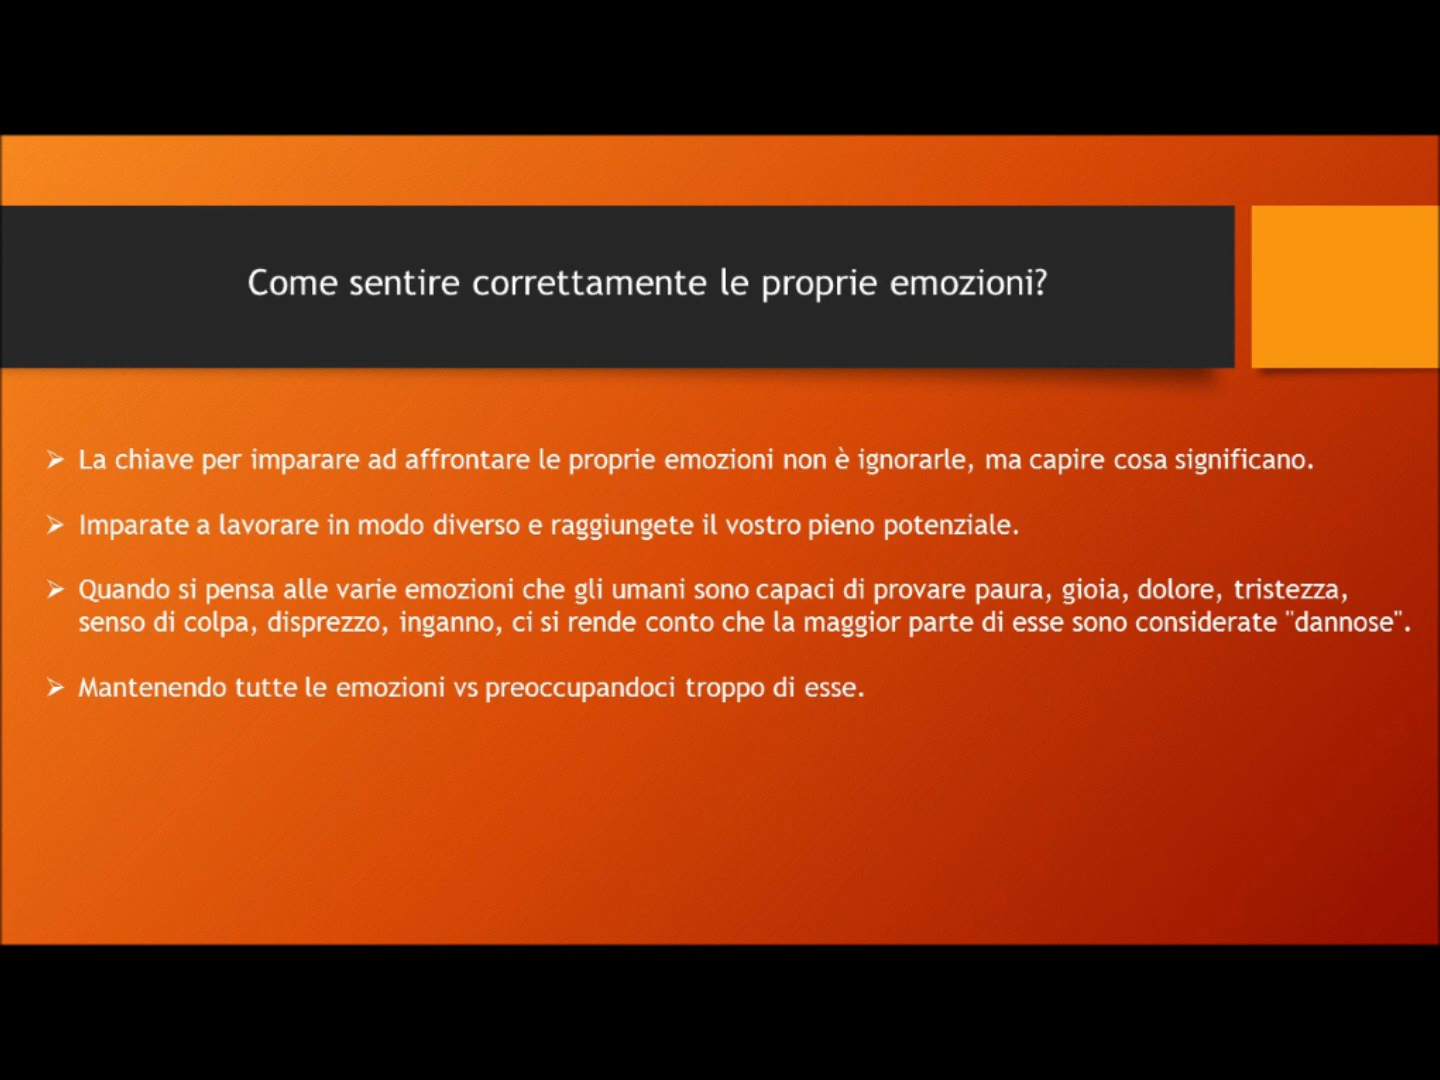 Come sentire correttamente le proprie emozioni?
➢ La chiave per imparare ad affrontare le proprie emozioni non è ignorarle, ma capire cosa significano.
➢ Imparate a lavorare in modo diverso e raggiungete il vostro pieno potenziale.
➢ Quando si pensa alle varie emozioni che gli umani sono capaci di provare paura, gioia, dolore, tristezza,
senso di colpa, disprezzo, inganno, ci si rende conto che la maggior parte di esse sono considerate "dannose".
➢ Mantenendo tutte le emozioni vs preoccupandoci troppo di esse.